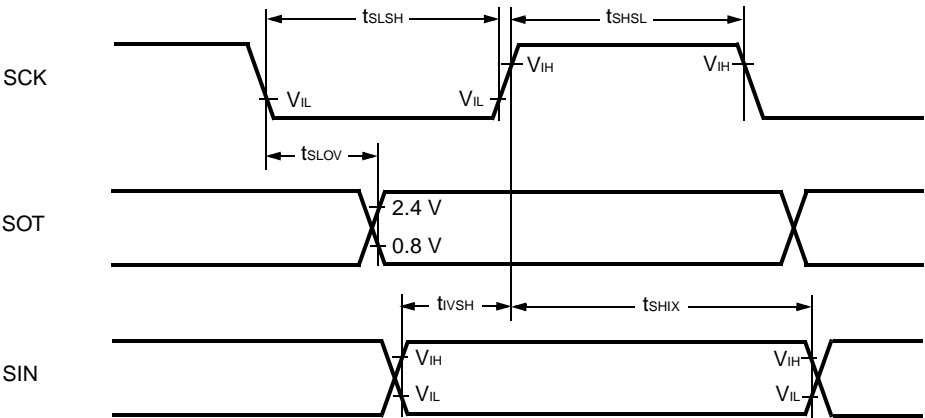 tSLSH tSHSL
SCK
VIH VIH
VIL VIL
tSLOV
SOT
2.4 V
0.8 V
tIVSH tSHIX
SIN
VIH VIH
VIL VIL